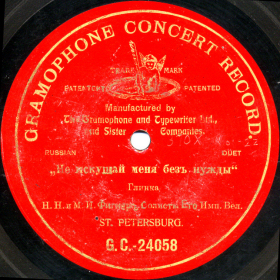 GRAMOPHONE CONCERT RECORD.
TRADE MARK
PATENTED PATENTED
Manufactured by
The Gramophone and Typewriter Ltd.,
and Sister Companies.
RUSSIAN DUET
„Не искушай меня безъ нужды“
Глинка
Н. Н. и М. И. Фигнеръ, Солисты Его Имп. Вел.
ST. PETERSBURG.
G.C.-24058